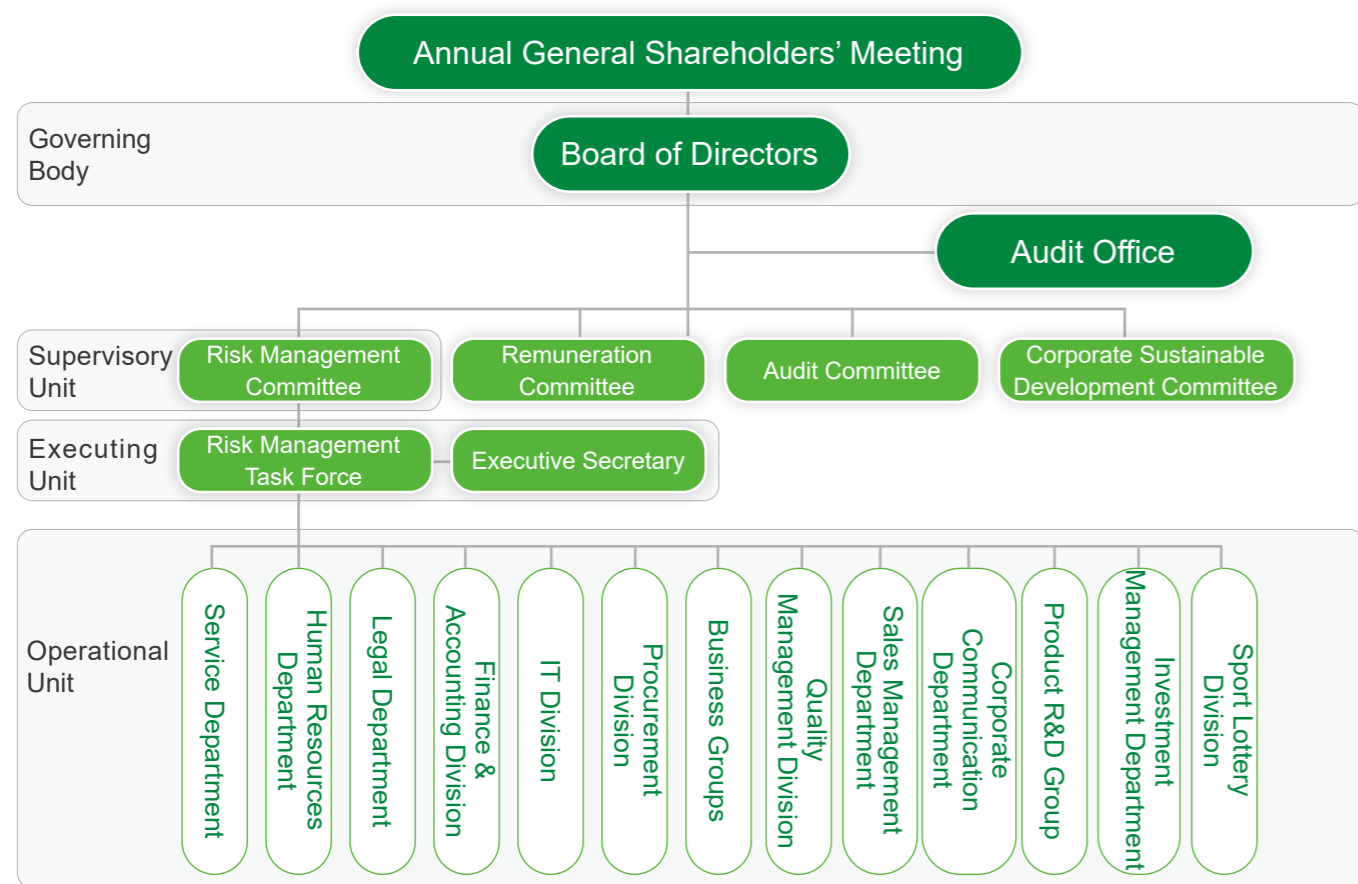 Annual General Shareholders’ Meeting
Governing
Body
Board of Directors
Audit Office
Supervisory
Unit
Risk Management
Committee
Remuneration
Committee
Audit Committee
Corporate Sustainable
Development Committee
Executing
Unit
Risk Management
Task Force
Executive Secretary
Operational
Unit
Service Department
Human Resources
Department
Legal Department
Finance &
Accounting Division
IT Division
Procurement
Division
Business Groups
Quality
Management Division
Sales Management
Department
Corporate
Communication
Department
Product R&D Group
Investment
Management Department
Sport Lottery
Division